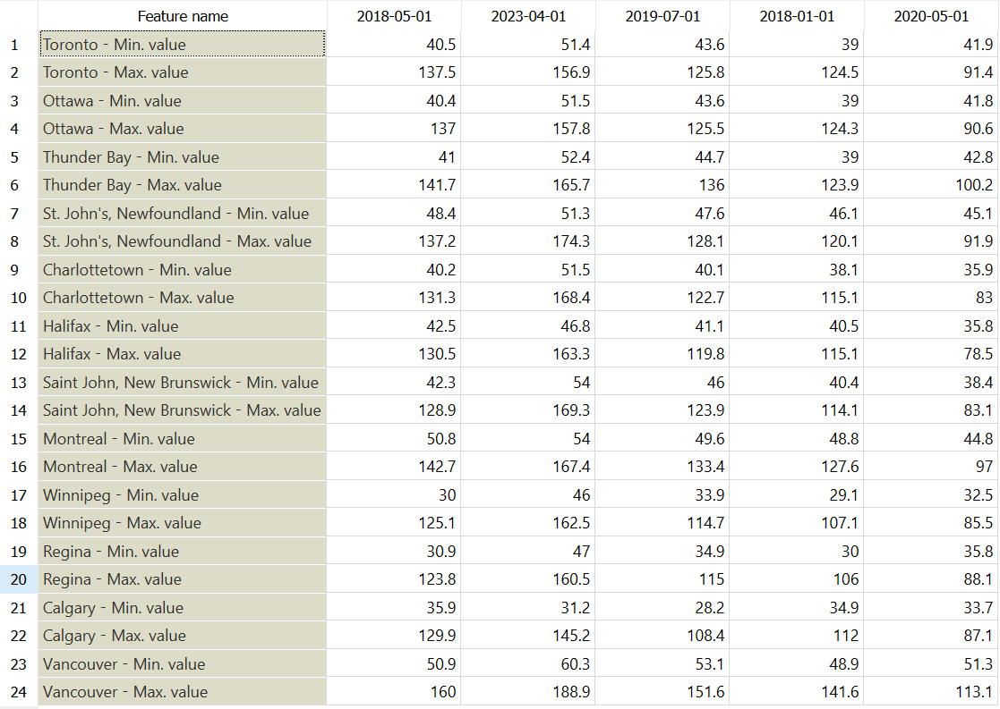 Feature name 2018-05-01 2023-04-01 2019-07-01 2018-01-01 2020-05-01
1 Toronto - Min. value 40.5 51.4 43.6 39 41.9
2 Toronto - Max. value 137.5 156.9 125.8 124.5 91.4
3 Ottawa - Min. value 40.4 51.5 43.6 39 41.8
4 Ottawa - Max. value 137 157.8 125.5 124.3 90.6
5 Thunder Bay - Min. value 41 52.4 44.7 39 42.8
6 Thunder Bay - Max. value 141.7 165.7 136 123.9 100.2
7 St. John's, Newfoundland - Min. value 48.4 51.3 47.6 46.1 45.1
8 St. John's, Newfoundland - Max. value 137.2 174.3 128.1 120.1 91.9
9 Charlottetown - Min. value 40.2 51.5 40.1 38.1 35.9
10 Charlottetown - Max. value 131.3 168.4 122.7 115.1 83
11 Halifax - Min. value 42.5 46.8 41.1 40.5 35.8
12 Halifax - Max. value 130.5 163.3 119.8 115.1 78.5
13 Saint John, New Brunswick - Min. value 42.3 54 46 40.4 38.4
14 Saint John, New Brunswick - Max. value 128.9 169.3 123.9 114.1 83.1
15 Montreal - Min. value 50.8 54 49.6 48.8 44.8
16 Montreal - Max. value 142.7 167.4 133.4 127.6 97
17 Winnipeg - Min. value 30 46 33.9 29.1 32.5
18 Winnipeg - Max. value 125.1 162.5 114.7 107.1 85.5
19 Regina - Min. value 30.9 47 34.9 30 35.8
20 Regina - Max. value 123.8 160.5 115 106 88.1
21 Calgary - Min. value 35.9 31.2 28.2 34.9 33.7
22 Calgary - Max. value 129.9 145.2 108.4 112 87.1
23 Vancouver - Min. value 50.9 60.3 53.1 48.9 51.3
24 Vancouver - Max. value 160 188.9 151.6 141.6 113.1